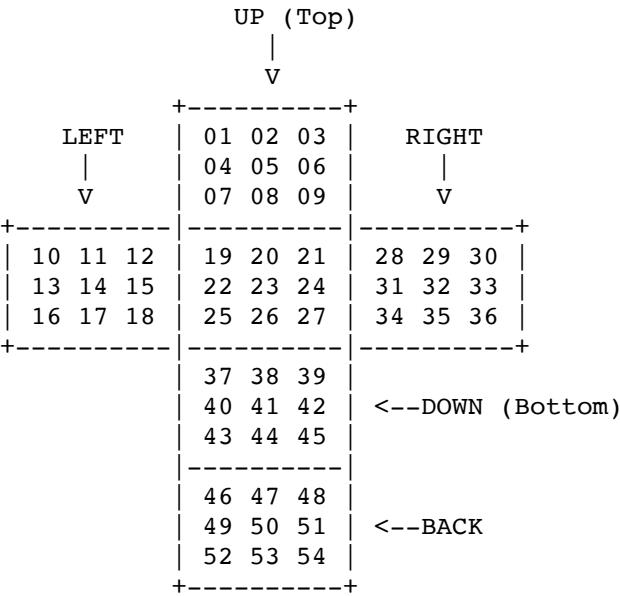 UP (Top)
|
V
+----------+
LEFT | 01 02 03 | RIGHT
| | 04 05 06 | |
V | 07 08 09 | V
+----------|----------|----------+
| 10 11 12 | 19 20 21 | 28 29 30 |
| 13 14 15 | 22 23 24 | 31 32 33 |
| 16 17 18 | 25 26 27 | 34 35 36 |
+----------|----------|----------+
| 37 38 39 |
| 40 41 42 | <--DOWN (Bottom)
| 43 44 45 |
|----------|
| 46 47 48 |
| 49 50 51 | <--BACK
| 52 53 54 |
+----------+